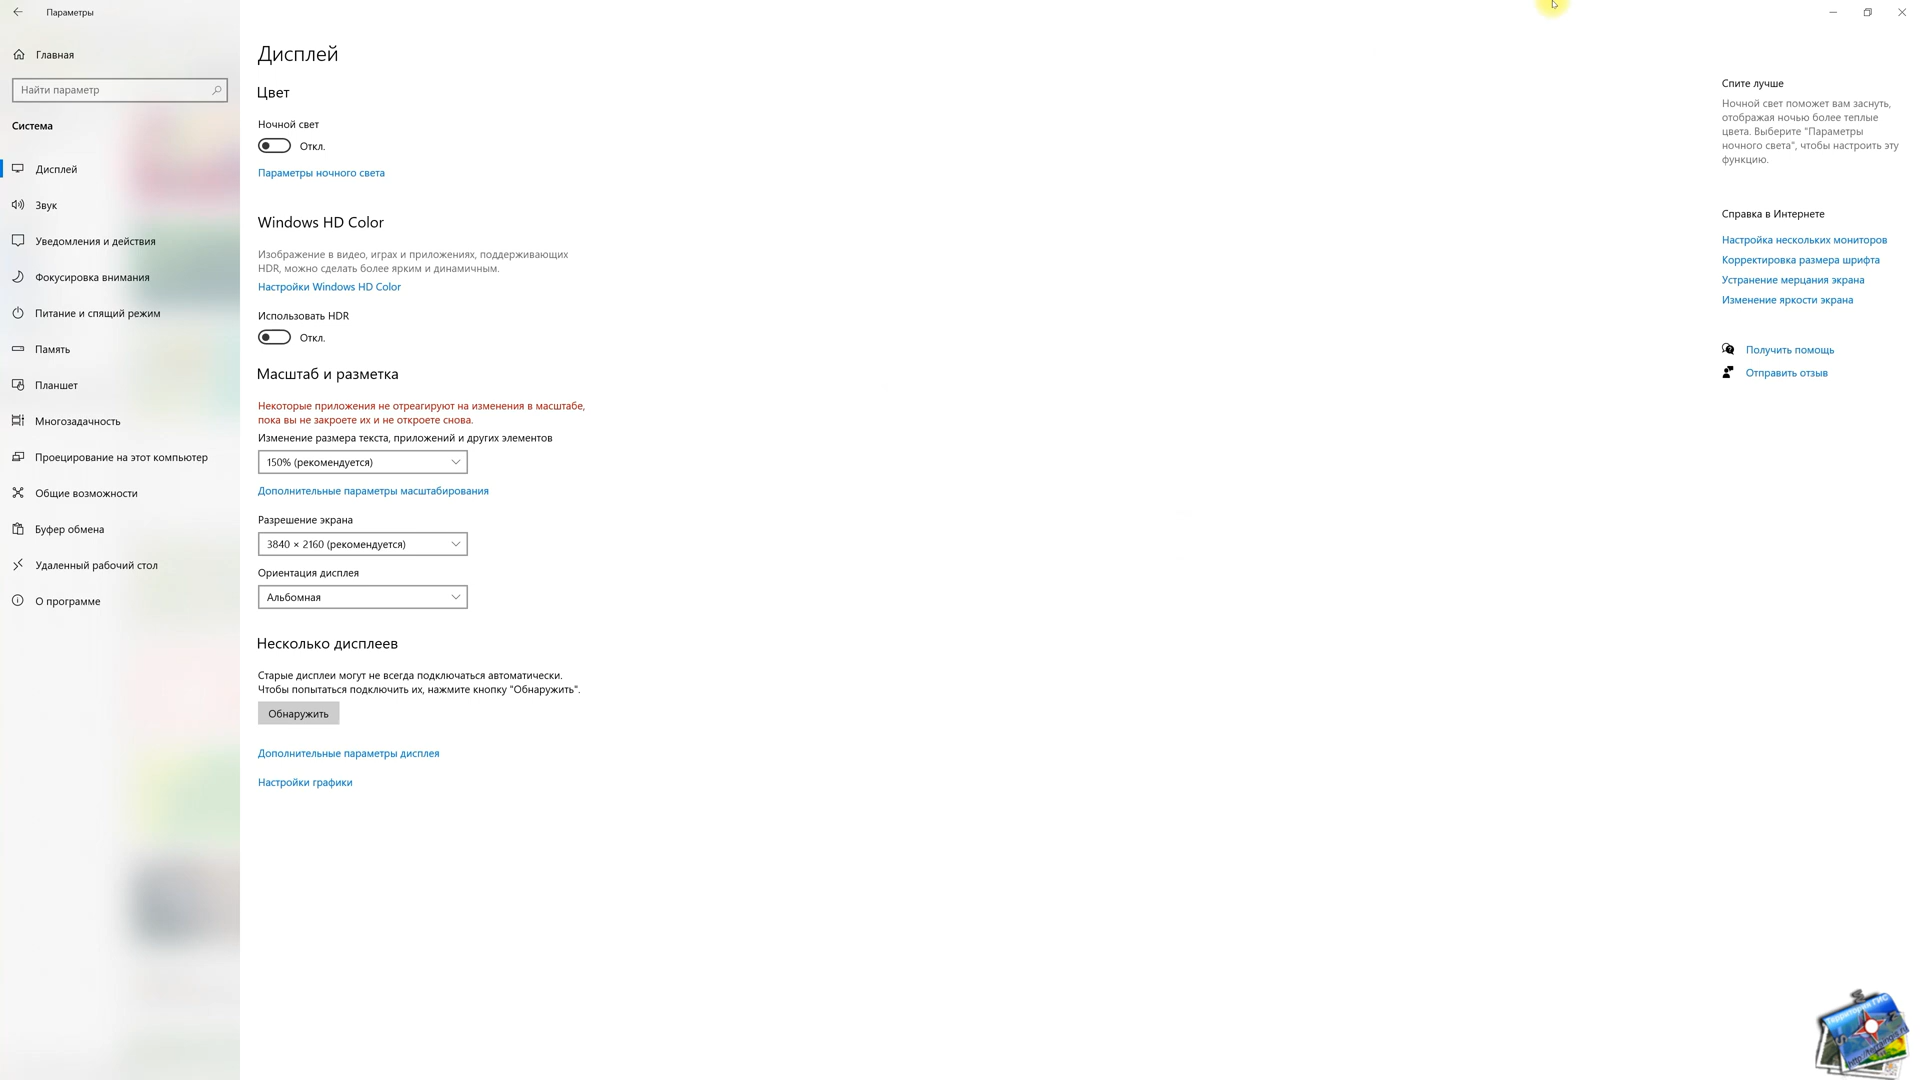 Параметры
Главная
Найти параметр
Система
Дисплей
Звук
Уведомления и действия
Фокусировка внимания
Питание и спящий режим
Память
Планшет
Многозадачность
Проецирование на этот компьютер
Общие возможности
Буфер обмена
Удаленный рабочий стол
О программе
Дисплей
Цвет
Ночной свет
Откл.
Параметры ночного света
Windows HD Color
Изображение в видео, играх и приложениях, поддерживающих
HDR, можно сделать более ярким и динамичным.
Настройки Windows HD Color
Использовать HDR
Откл.
Масштаб и разметка
Некоторые приложения не отреагируют на изменения в масштабе,
пока вы не закроете их и не откроете снова.
Изменение размера текста, приложений и других элементов
150% (рекомендуется)
Дополнительные параметры масштабирования
Разрешение экрана
3840 × 2160 (рекомендуется)
Ориентация дисплея
Альбомная
Несколько дисплеев
Старые дисплеи могут не всегда подключаться автоматически.
Чтобы попытаться подключить их, нажмите кнопку "Обнаружить".
Обнаружить
Дополнительные параметры дисплея
Настройки графики
Спите лучше
Ночной свет поможет вам заснуть,
отображая ночью более теплые
цвета. Выберите "Параметры
ночного света", чтобы настроить эту
функцию.
Справка в Интернете
Настройка нескольких мониторов
Корректировка размера шрифта
Устранение мерцания экрана
Изменение яркости экрана
Получить помощь
Отправить отзыв